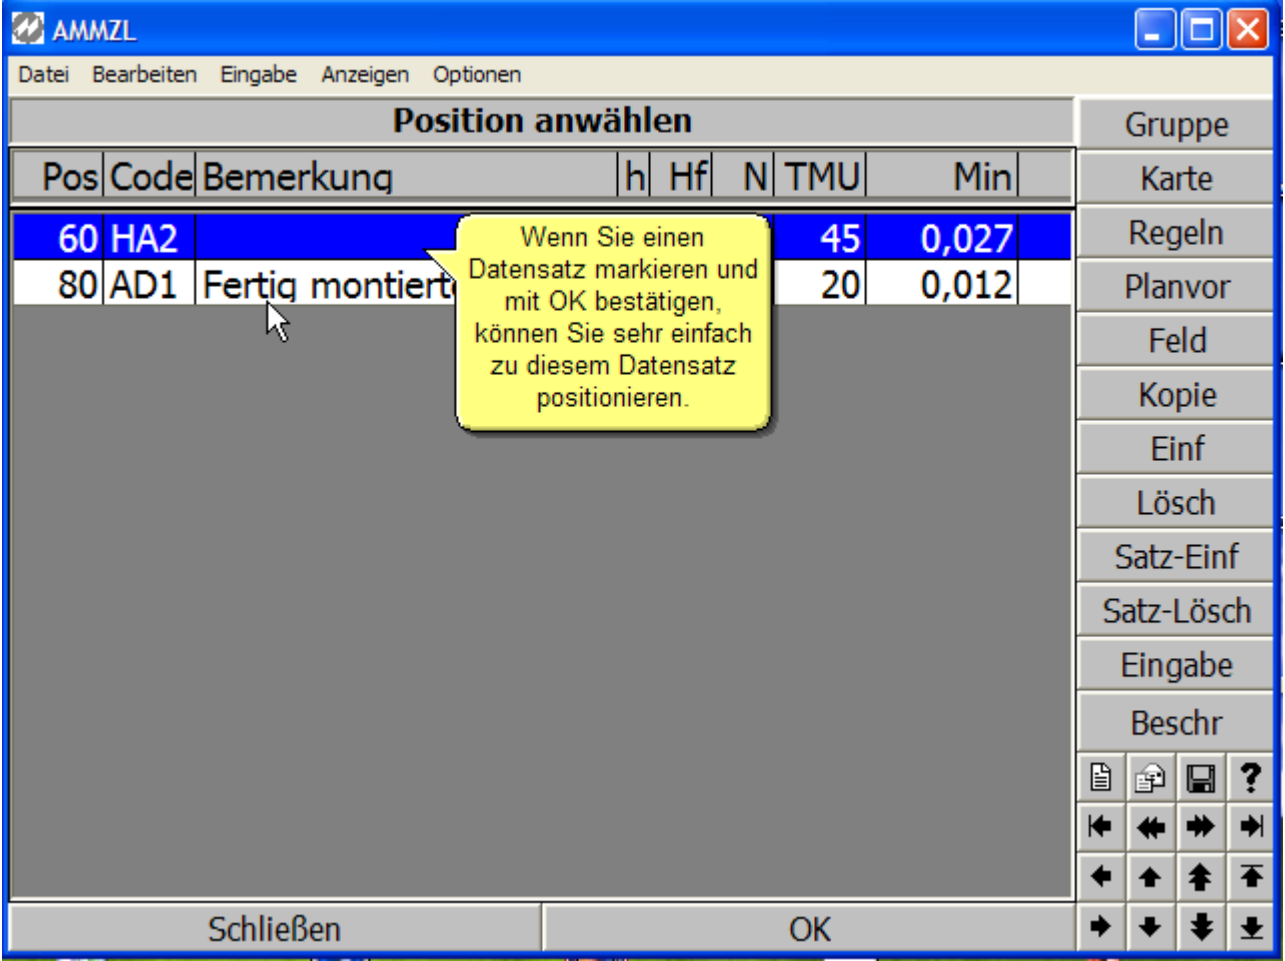 AMMZL
Datei Bearbeiten Eingabe Anzeigen Optionen
Position anwählen
Pos Code Bemerkung h Hf N TMU Min
60 HA2 45 0,027
80 AD1 Fertig 20 0,012
Wenn Sie einen
Datensatz markieren und
mit OK bestätigen,
können Sie sehr einfach
zu diesem Datensatz
positionieren.
Schließen OK
Gruppe
Karte
Regeln
Planvor
Feld
Kopie
Einf
Lösch
Satz-Einf
Satz-Lösch
Eingabe
Beschr
?